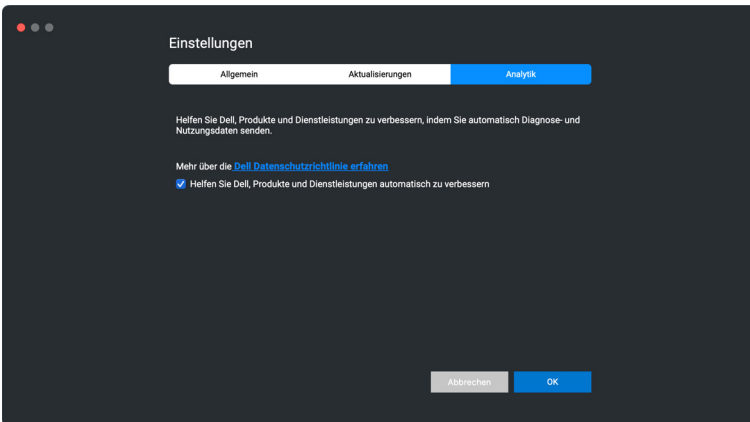 Einstellungen
Allgemein Aktualisierungen Analytik
Helfen Sie Dell, Produkte und Dienstleistungen zu verbessern, indem Sie automatisch Diagnose- und
Nutzungsdaten senden.
Mehr über die Dell Datenschutzrichtlinie erfahren
Helfen Sie Dell, Produkte und Dienstleistungen automatisch zu verbessern
Abbrechen OK